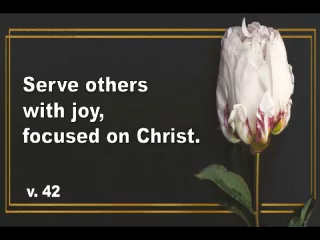 Serve others
with joy,
focused on Christ.
v. 42